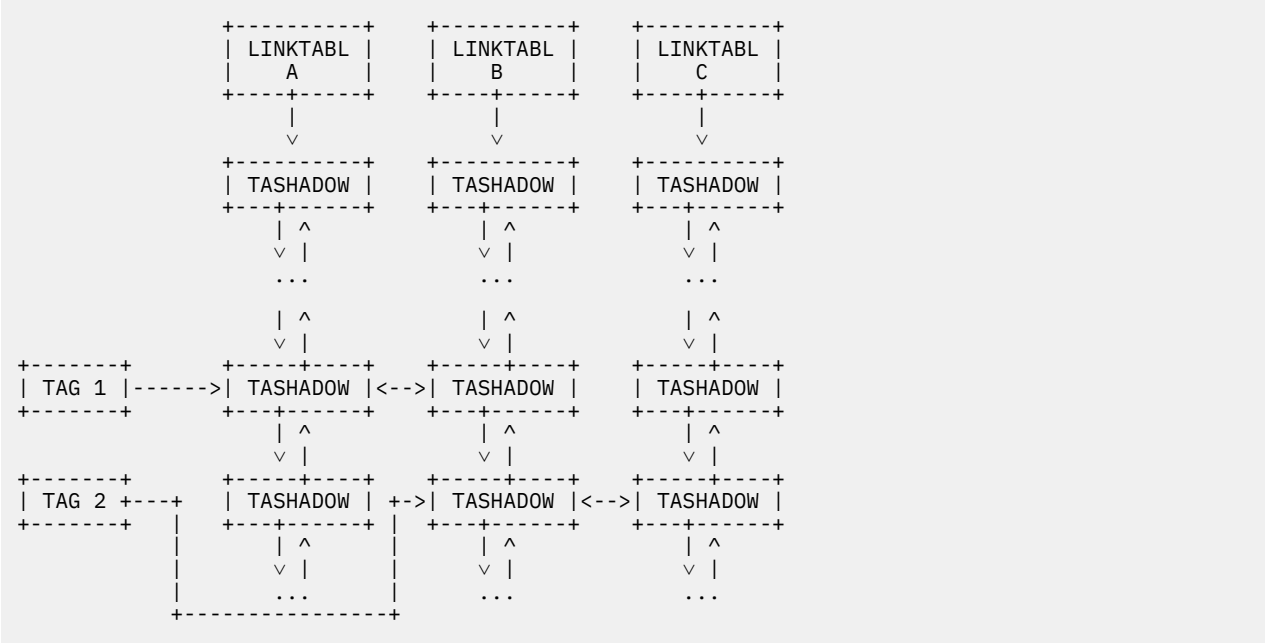 +----------+    +----------+    +----------+
            | LINKTABL |    | LINKTABL |    | LINKTABL |
            |    A     |    |    B     |    |    C     |
            +----+-----+    +----+-----+    +----+-----+
                 |               |               |
                 v               v               v
            +----------+    +----------+    +----------+
            | TASHADOW |    | TASHADOW |    | TASHADOW |
            +---+------+    +---+------+    +---+------+
                | ^             | ^             | ^
                v |             v |             v |
                ...             ...             ...
                | ^             | ^             | ^
                v |             v |             v |
+-------+       +-----+----+    +-----+----+    +-----+----+
| TAG 1 |------>| TASHADOW |<-->| TASHADOW |    | TASHADOW |
+-------+       +---+------+    +---+------+    +---+------+
                | ^             | ^             | ^
                v |             v |             v |
+-------+       +-----+----+    +-----+----+    +-----+----+
| TAG 2 +---+   | TASHADOW | +->| TASHADOW |<-->| TASHADOW |
+-------+   |   +---+------+ |  +---+------+    +---+------+
            |       | ^      |      | ^             | ^
            |       v |      |      v |             v |
            |       ...      |      ...             ...
            +----------------+